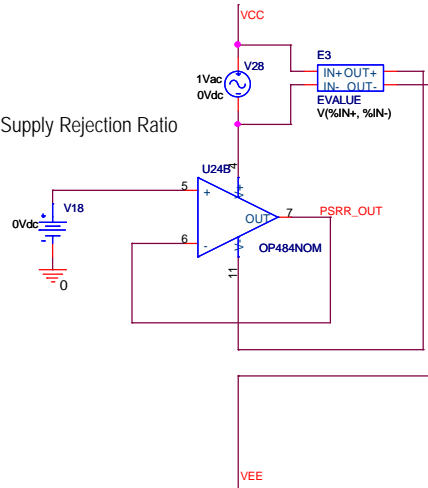 VCC
V28
1Vac
0Vdc
E3
IN+ OUT+
IN- OUT-
EVALUE
V(%IN+, %IN-)
Supply Rejection Ratio
U24B
4
V+
5
+
V18
0Vdc
OUT
7
PSRR_OUT
6
-
V-
OP484NOM
11
0
VEE